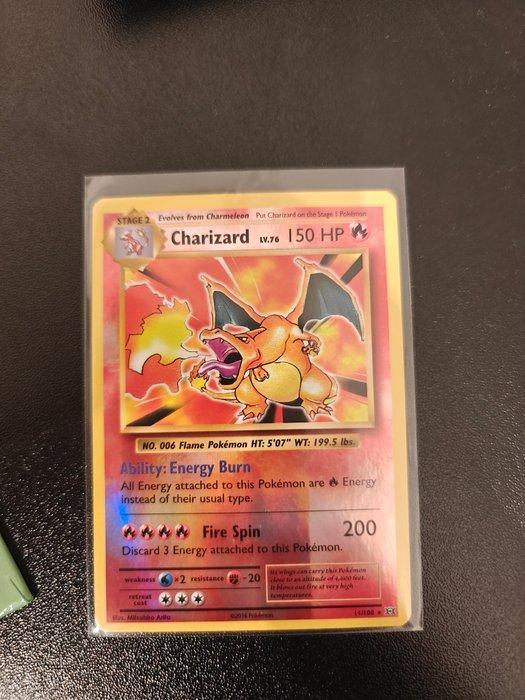 STAGE 2 Evolves from Charmeleon Put Charizard on the Stage 1 Pokémon
Charizard LV.76 150 HP
NO. 006 Flame Pokémon HT: 5'07" WT: 199.5 lbs.
Ability: Energy Burn
All Energy attached to this Pokémon are Energy
instead of their usual type.
Fire Spin 200
Discard 3 Energy attached to this Pokémon.
weakness ×2 resistance -20
retreat
cost
Its wings can carry this Pokémon
close to an altitude of 4,600 feet.
It blows out fire at very high
temperatures.
Illus. Mitsuhiro Arita ©2016 Pokémon 11/108